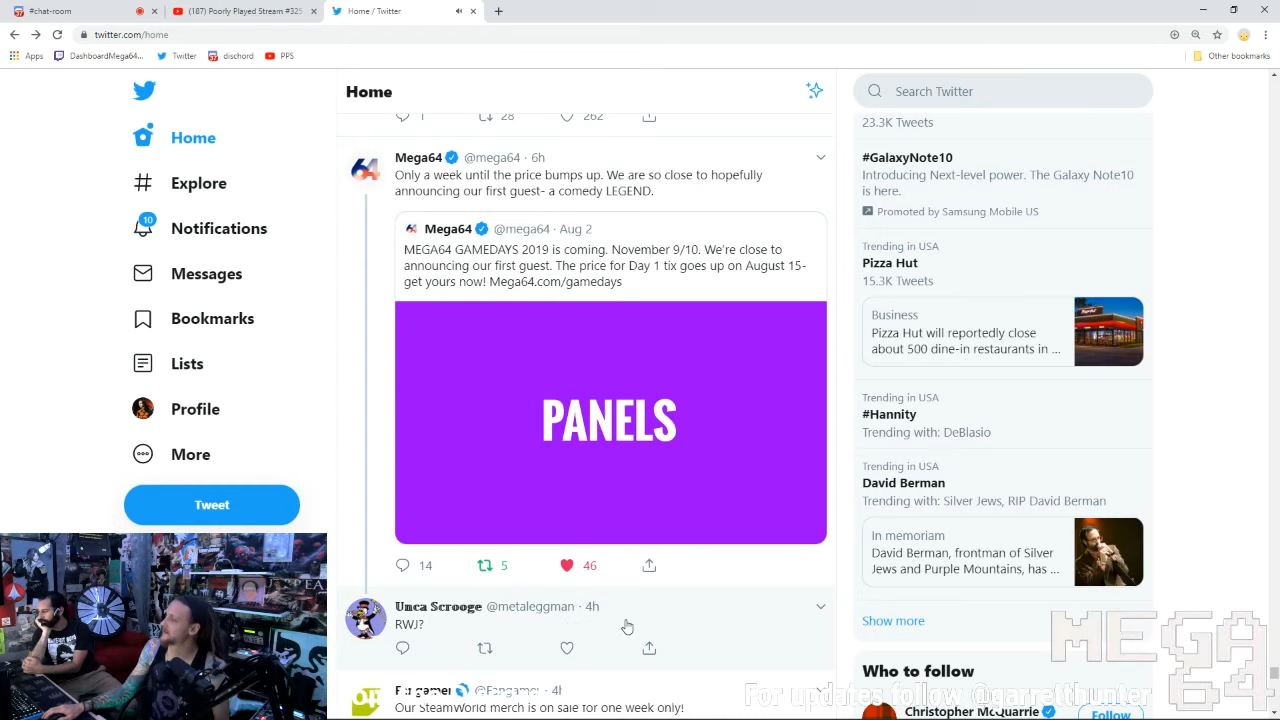 #chat-room
(187) Poorly Played Stream #325
Home / Twitter
twitter.com/home
Apps
DashboardMega64...
Twitter
dischord
PPS
Other bookmarks
Home
Explore
Notifications
10
Messages
Bookmarks
Lists
Profile
More
Tweet
Home
1
28
262
Mega64 @mega64 · 6h
Only a week until the price bumps up. We are so close to hopefully
announcing our first guest- a comedy LEGEND.
Mega64 @mega64 · Aug 2
MEGA64 GAMEDAYS 2019 is coming. November 9/10. We're close to
announcing our first guest. The price for Day 1 tix goes up on August 15-
get yours now! Mega64.com/gamedays
PANELS
14
5
46
𝖀𝖓𝖈𝖆 𝕾𝖈𝖗𝖔𝖔𝖌𝖊 @metaleggman · 4h
RWJ?
Fangamer @Fangamer · 4h
Our SteamWorld merch is on sale for one week only!
Search Twitter
23.3K Tweets
#GalaxyNote10
Introducing Next-level power. The Galaxy Note10
is here.
Promoted by Samsung Mobile US
Trending in USA
Pizza Hut
15.3K Tweets
Business
Pizza Hut will reportedly close
about 500 dine-in restaurants in ...
Trending in USA
#Hannity
Trending with: DeBlasio
Trending in USA
David Berman
Trending with: Silver Jews, RIP David Berman
In memoriam
David Berman, frontman of Silver
Jews and Purple Mountains, has ...
Show more
Who to follow
Christopher McQuarrie
Follow
MEGA
64
For updates follow @garretthunter